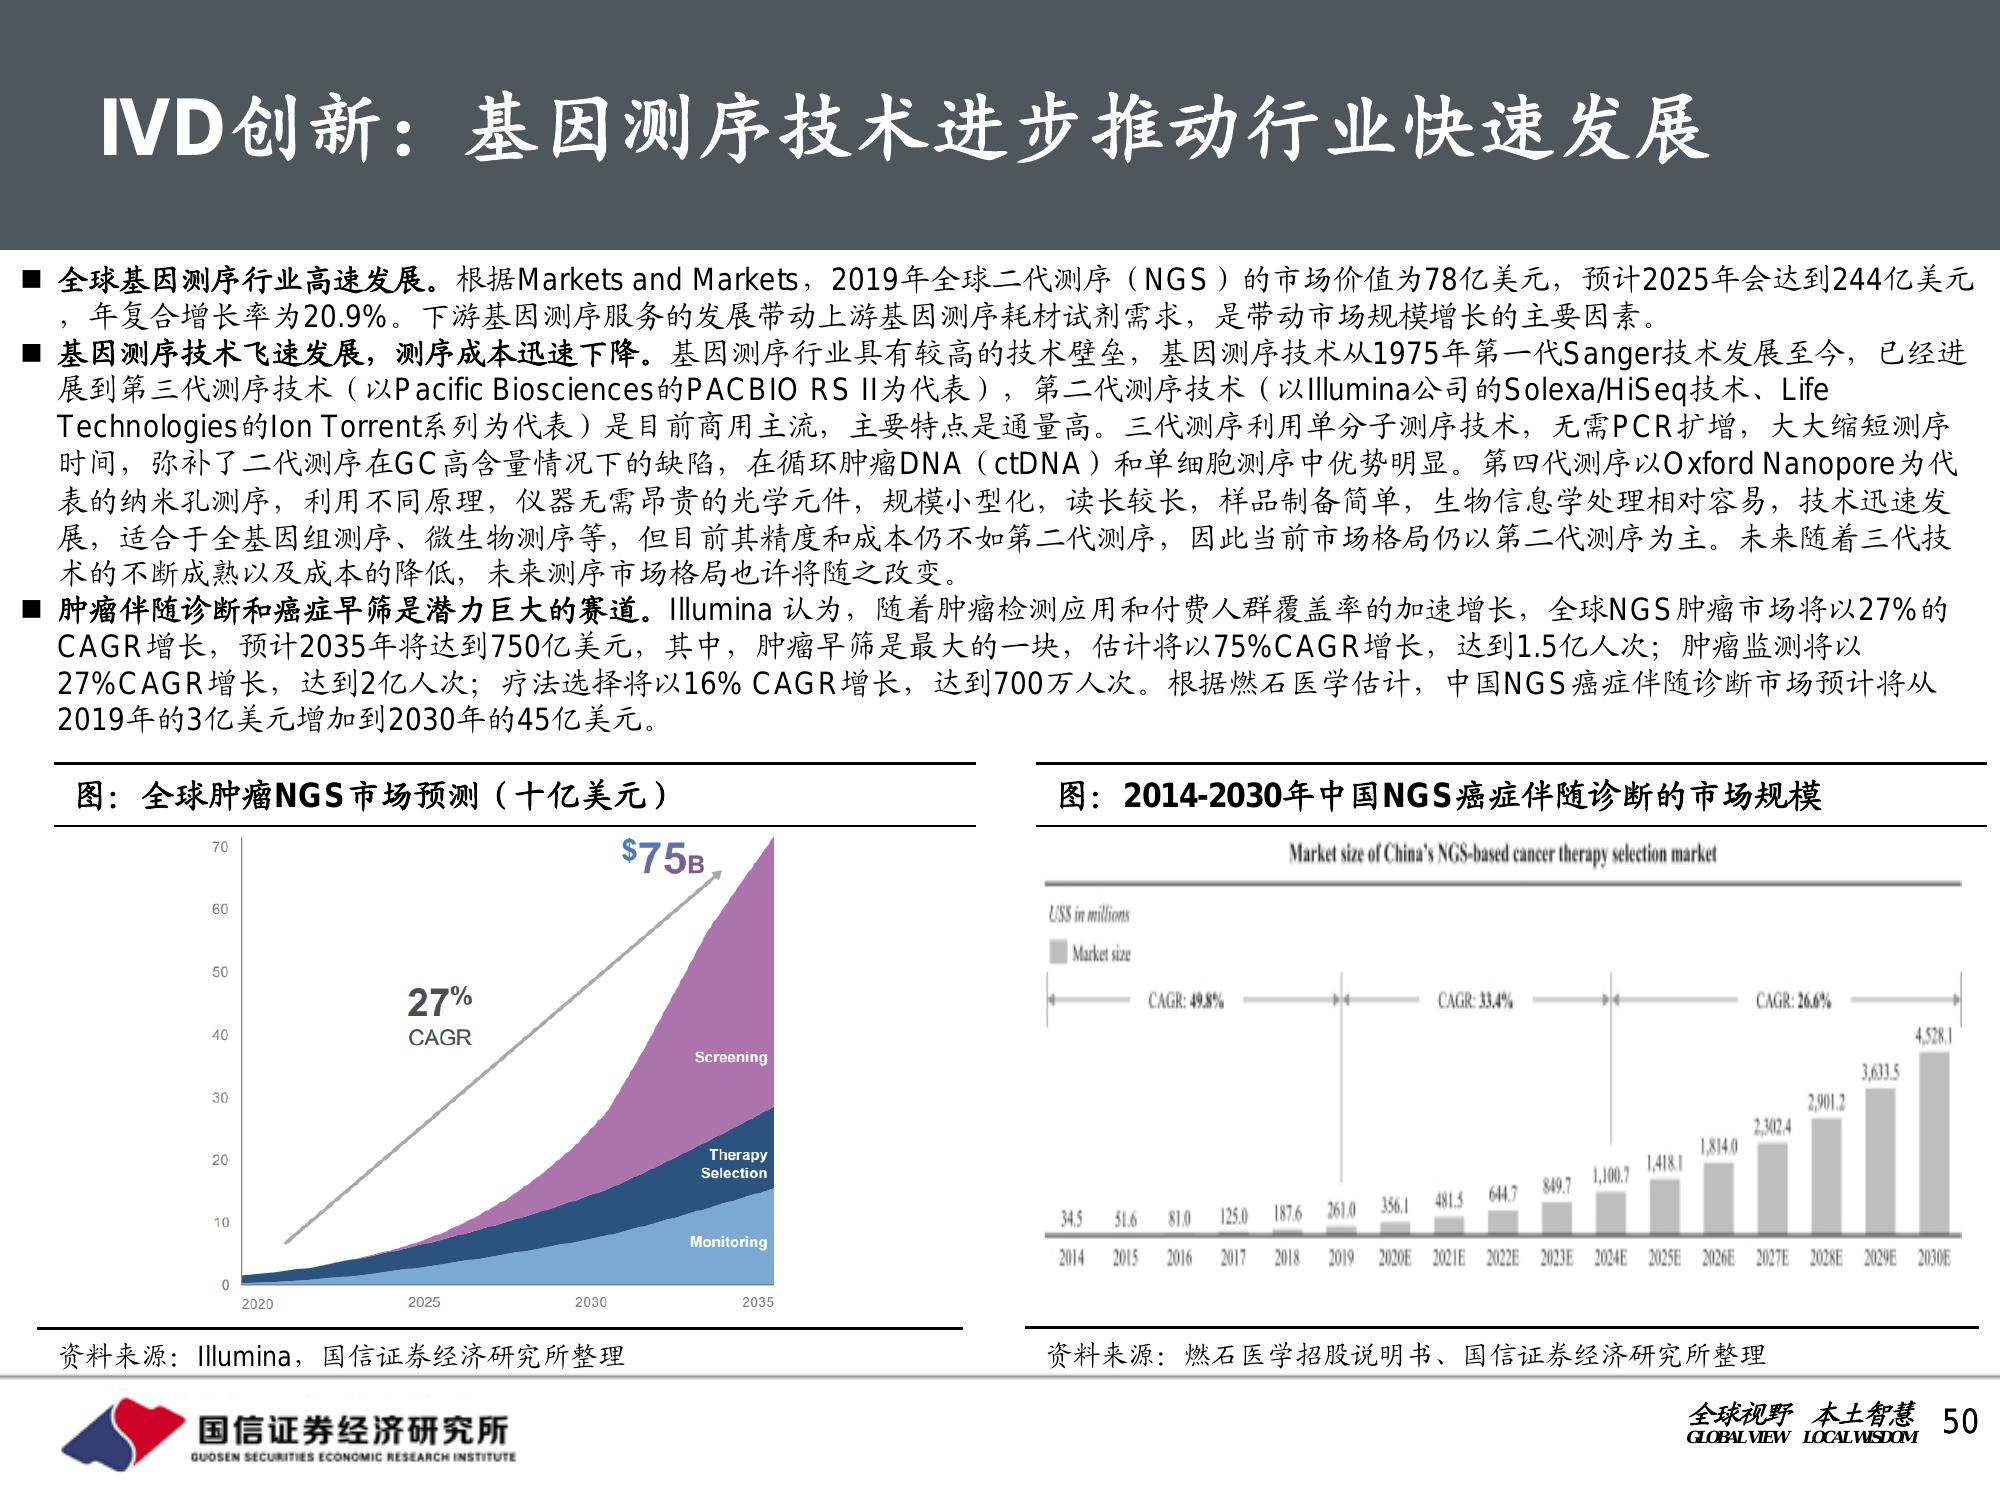 IVD创新：基因测序技术进步推动行业快速发展
■ 全球基因测序行业高速发展。根据Markets and Markets，2019年全球二代测序（NGS）的市场价值为78亿美元，预计2025年会达到244亿美元
，年复合增长率为20.9%。下游基因测序服务的发展带动上游基因测序耗材试剂需求，是带动市场规模增长的主要因素。
■ 基因测序技术飞速发展，测序成本迅速下降。基因测序行业具有较高的技术壁垒，基因测序技术从1975年第一代Sanger技术发展至今，已经进
展到第三代测序技术（以Pacific Biosciences的PACBIO RS II为代表），第二代测序技术（以Illumina公司的Solexa/HiSeq技术、Life
Technologies的Ion Torrent系列为代表）是目前商用主流，主要特点是通量高。三代测序利用单分子测序技术，无需PCR扩增，大大缩短测序
时间，弥补了二代测序在GC高含量情况下的缺陷，在循环肿瘤DNA（ctDNA）和单细胞测序中优势明显。第四代测序以Oxford Nanopore为代
表的纳米孔测序，利用不同原理，仪器无需昂贵的光学元件，规模小型化，读长较长，样品制备简单，生物信息学处理相对容易，技术迅速发
展，适合于全基因组测序、微生物测序等，但目前其精度和成本仍不如第二代测序，因此当前市场格局仍以第二代测序为主。未来随着三代技
术的不断成熟以及成本的降低，未来测序市场格局也许将随之改变。
■ 肿瘤伴随诊断和癌症早筛是潜力巨大的赛道。Illumina 认为，随着肿瘤检测应用和付费人群覆盖率的加速增长，全球NGS肿瘤市场将以27%的
CAGR增长，预计2035年将达到750亿美元，其中，肿瘤早筛是最大的一块，估计将以75%CAGR增长，达到1.5亿人次；肿瘤监测将以
27%CAGR增长，达到2亿人次；疗法选择将以16% CAGR增长，达到700万人次。根据燃石医学估计，中国NGS癌症伴随诊断市场预计将从
2019年的3亿美元增加到2030年的45亿美元。
图：全球肿瘤NGS市场预测（十亿美元）
70
60
50
40
30
20
10
0
$75B
27%
CAGR
Screening
Therapy
Selection
Monitoring
2020 2025 2030 2035
资料来源：Illumina，国信证券经济研究所整理
图：2014-2030年中国NGS癌症伴随诊断的市场规模
Market size of China's NGS-based cancer therapy selection market
US$ in millions
Market size
CAGR: 49.8% CAGR: 33.4% CAGR: 26.6%
34.5 51.6 81.0 125.0 187.6 261.0 356.1 481.5 644.7 849.7 1,100.7 1,418.1 1,814.0 2,302.4 2,901.2 3,633.5 4,528.1
2014 2015 2016 2017 2018 2019 2020E 2021E 2022E 2023E 2024E 2025E 2026E 2027E 2028E 2029E 2030E
资料来源：燃石医学招股说明书、国信证券经济研究所整理
国信证券经济研究所
GUOSEN SECURITIES ECONOMIC RESEARCH INSTITUTE
全球视野 本土智慧
GLOBAL VIEW LOCAL WISDOM
50